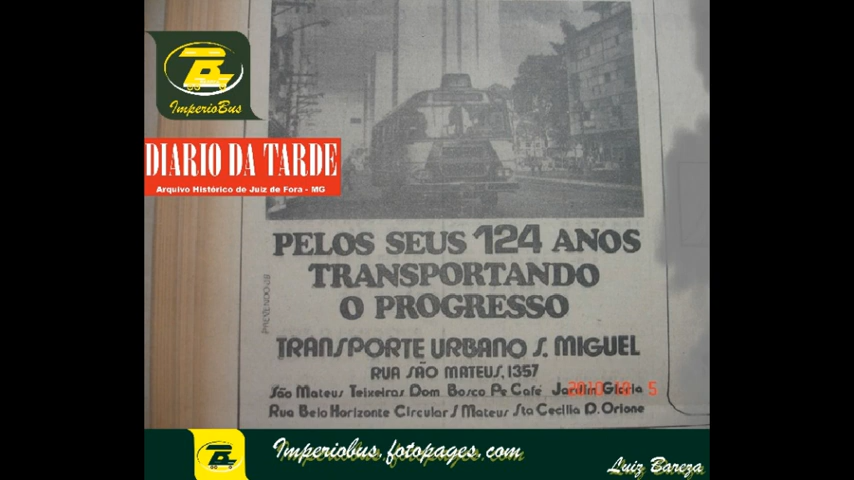 ImperioBus
DIARIO DA TARDE
Arquivo Histórico de Juiz de Fora - MG
PELOS SEUS 124 ANOS
TRANSPORTANDO
O PROGRESSO
TRANSPORTE URBANO S. MIGUEL
RUA SÃO MATEUS, 1357
São Mateus Teixeiras Dom Bosco Pe Café Jardim Gloria
Rua Belo Horizonte Circular S Mateus Sta Cecilia D. Orione
Imperiobus.fotopages.com
Luiz Bareza